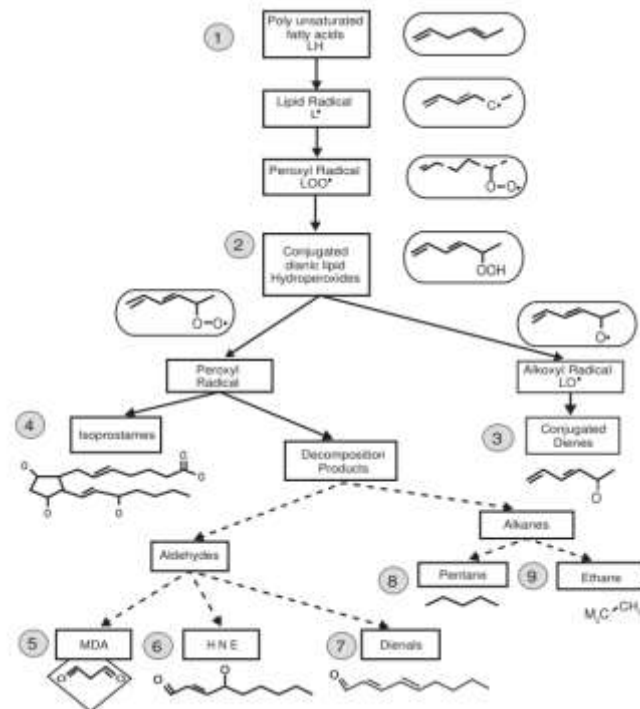 1
Poly unsaturated
fatty acids
LH
Lipid Radical
L•
C•
Peroxyl Radical
LOO•
O-O•
2
Conjugated
dienic lipid
Hydroperoxides
OOH
O-O•
O•
Peroxyl
Radical
Alkoxyl Radical
LO•
4
Isoprostames
3
Conjugated
Dienes
O
O
O
O
O
O
Decomposition
Products
Alkanes
Aldehydes
8
Pentane
9
Ethane
5
MDA
6
H N E
7
Dienals
O
O
O
O
O